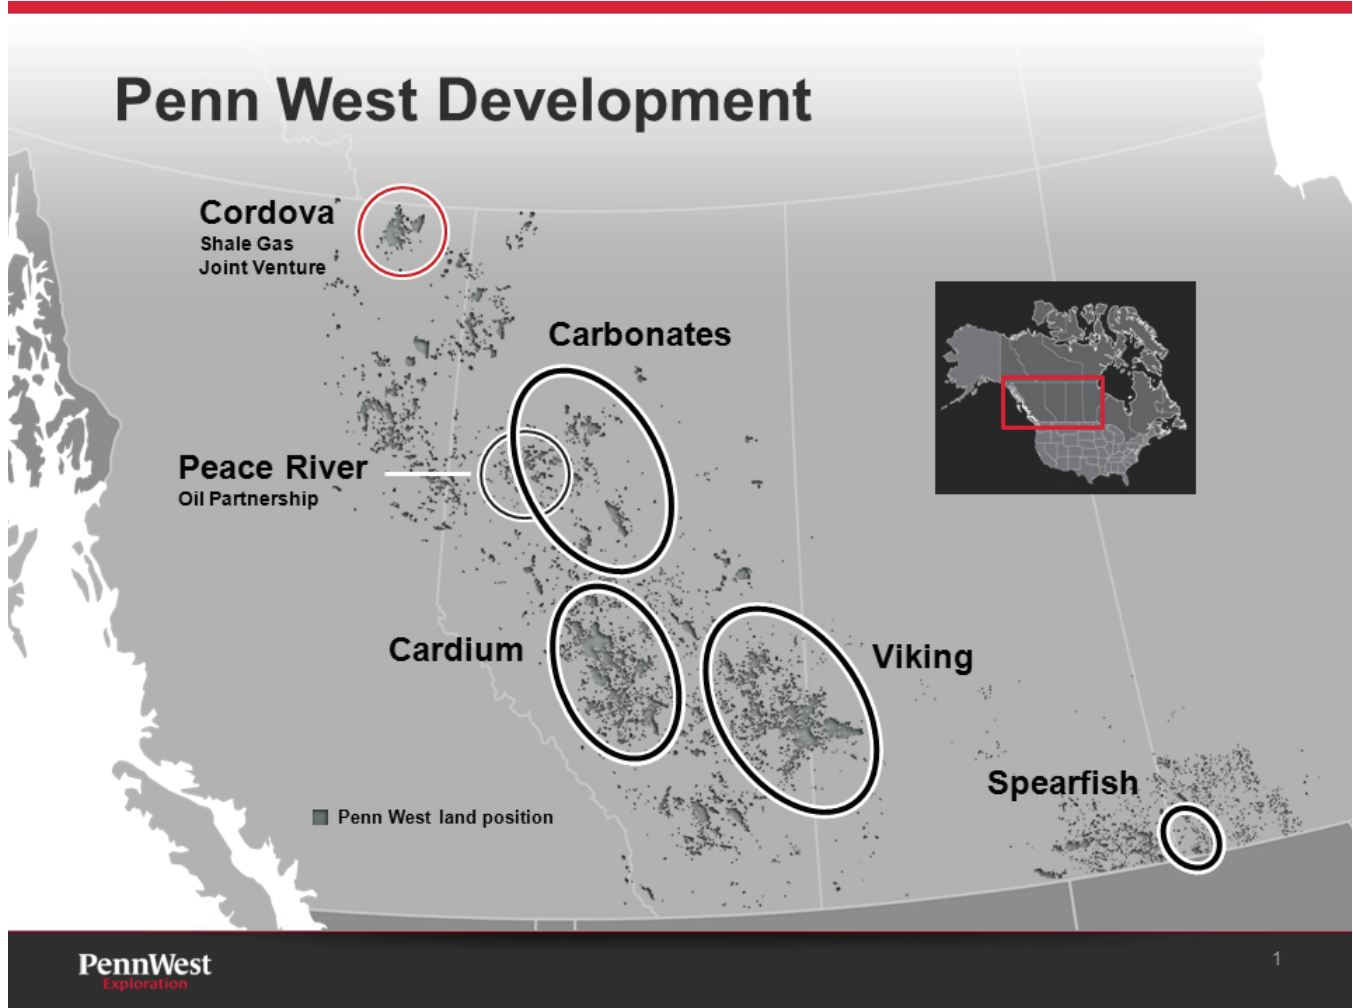 Penn West Development
Cordova
Shale Gas
Joint Venture
Carbonates
Peace River
Oil Partnership
Cardium
Viking
Spearfish
Penn West land position
PennWest
Exploration
1